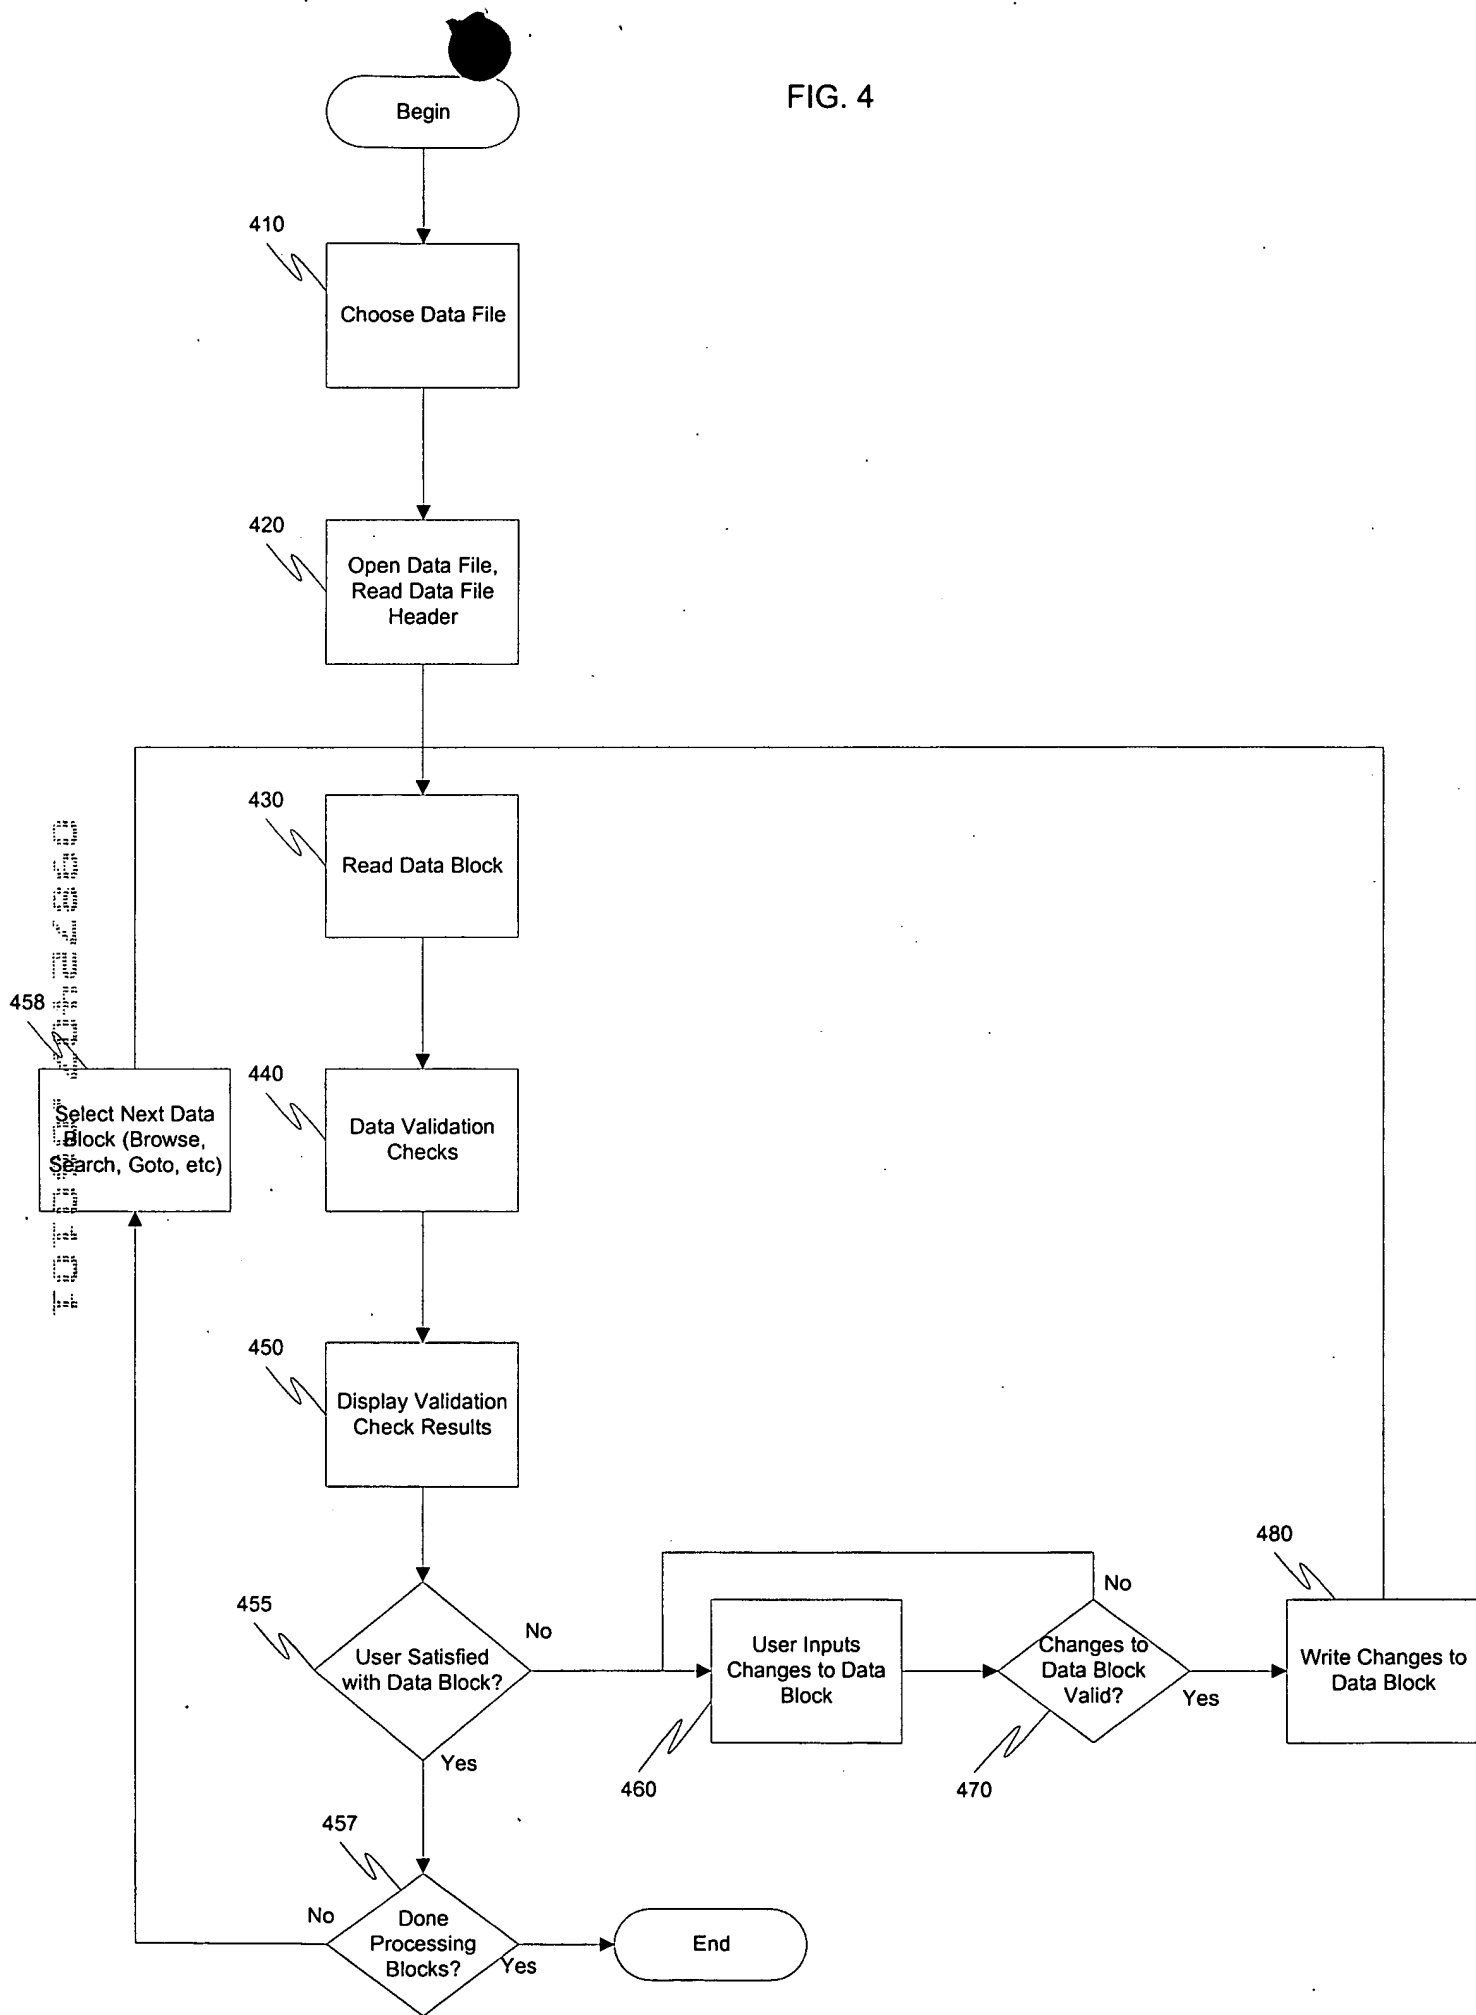 FIG. 4
Begin
410
Choose Data File
420
Open Data File,
Read Data File
Header
430
Read Data Block
458
Select Next Data
Block (Browse,
Search, Goto, etc)
440
Data Validation
Checks
450
Display Validation
Check Results
455
User Satisfied
with Data Block?
No
Yes
460
User Inputs
Changes to Data
Block
470
Changes to
Data Block
Valid?
No
Yes
480
Write Changes to
Data Block
457
Done
Processing
Blocks?
No
Yes
End